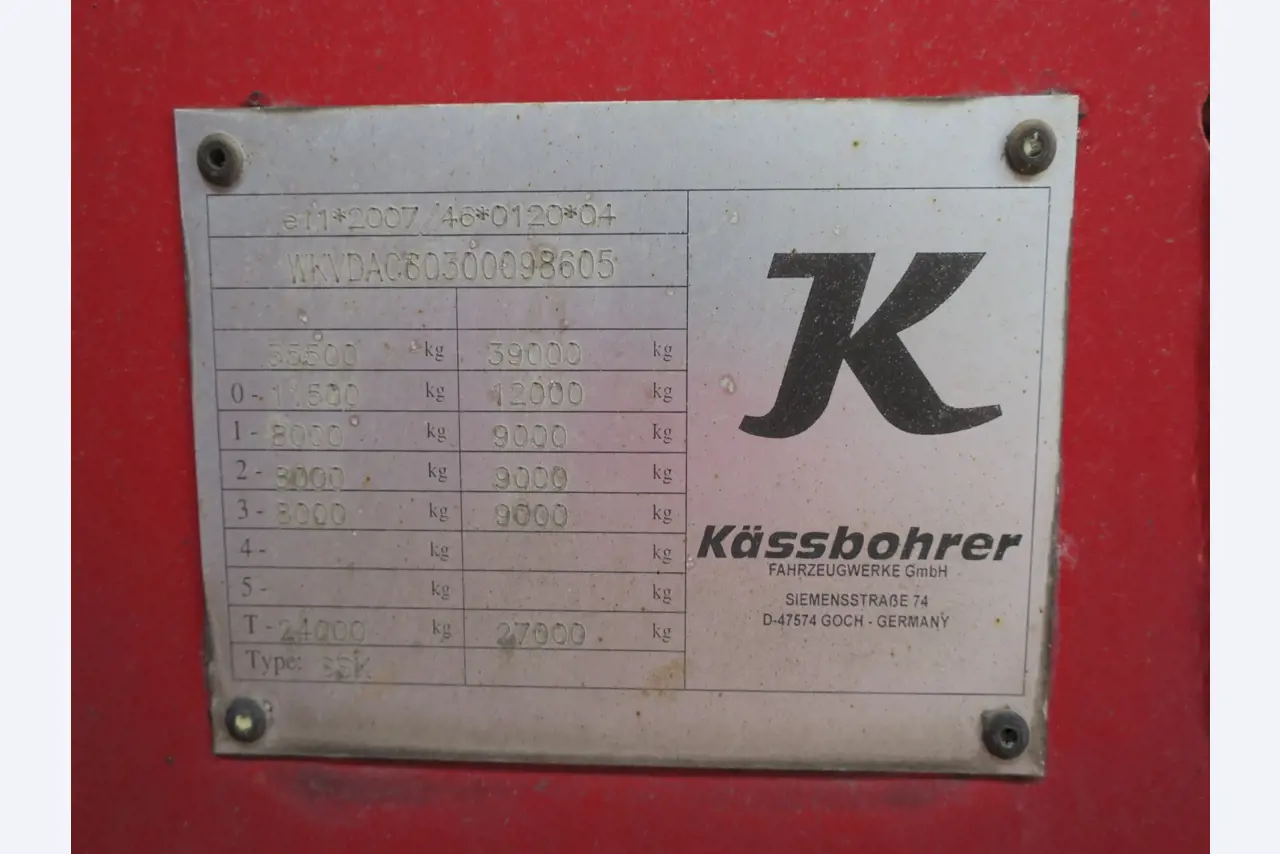 e11*2007/46*0120*04
WKVDAC60300098605
35500 kg 39000 kg
0- 11500 kg 12000 kg
1- 8000 kg 9000 kg
2- 8000 kg 9000 kg
3- 8000 kg 9000 kg
4- kg kg
5- kg kg
T- 24000 kg 27000 kg
Type:
K
Kässbohrer
FAHRZEUGWERKE GmbH
SIEMENSSTRAßE 74
D-47574 GOCH - GERMANY